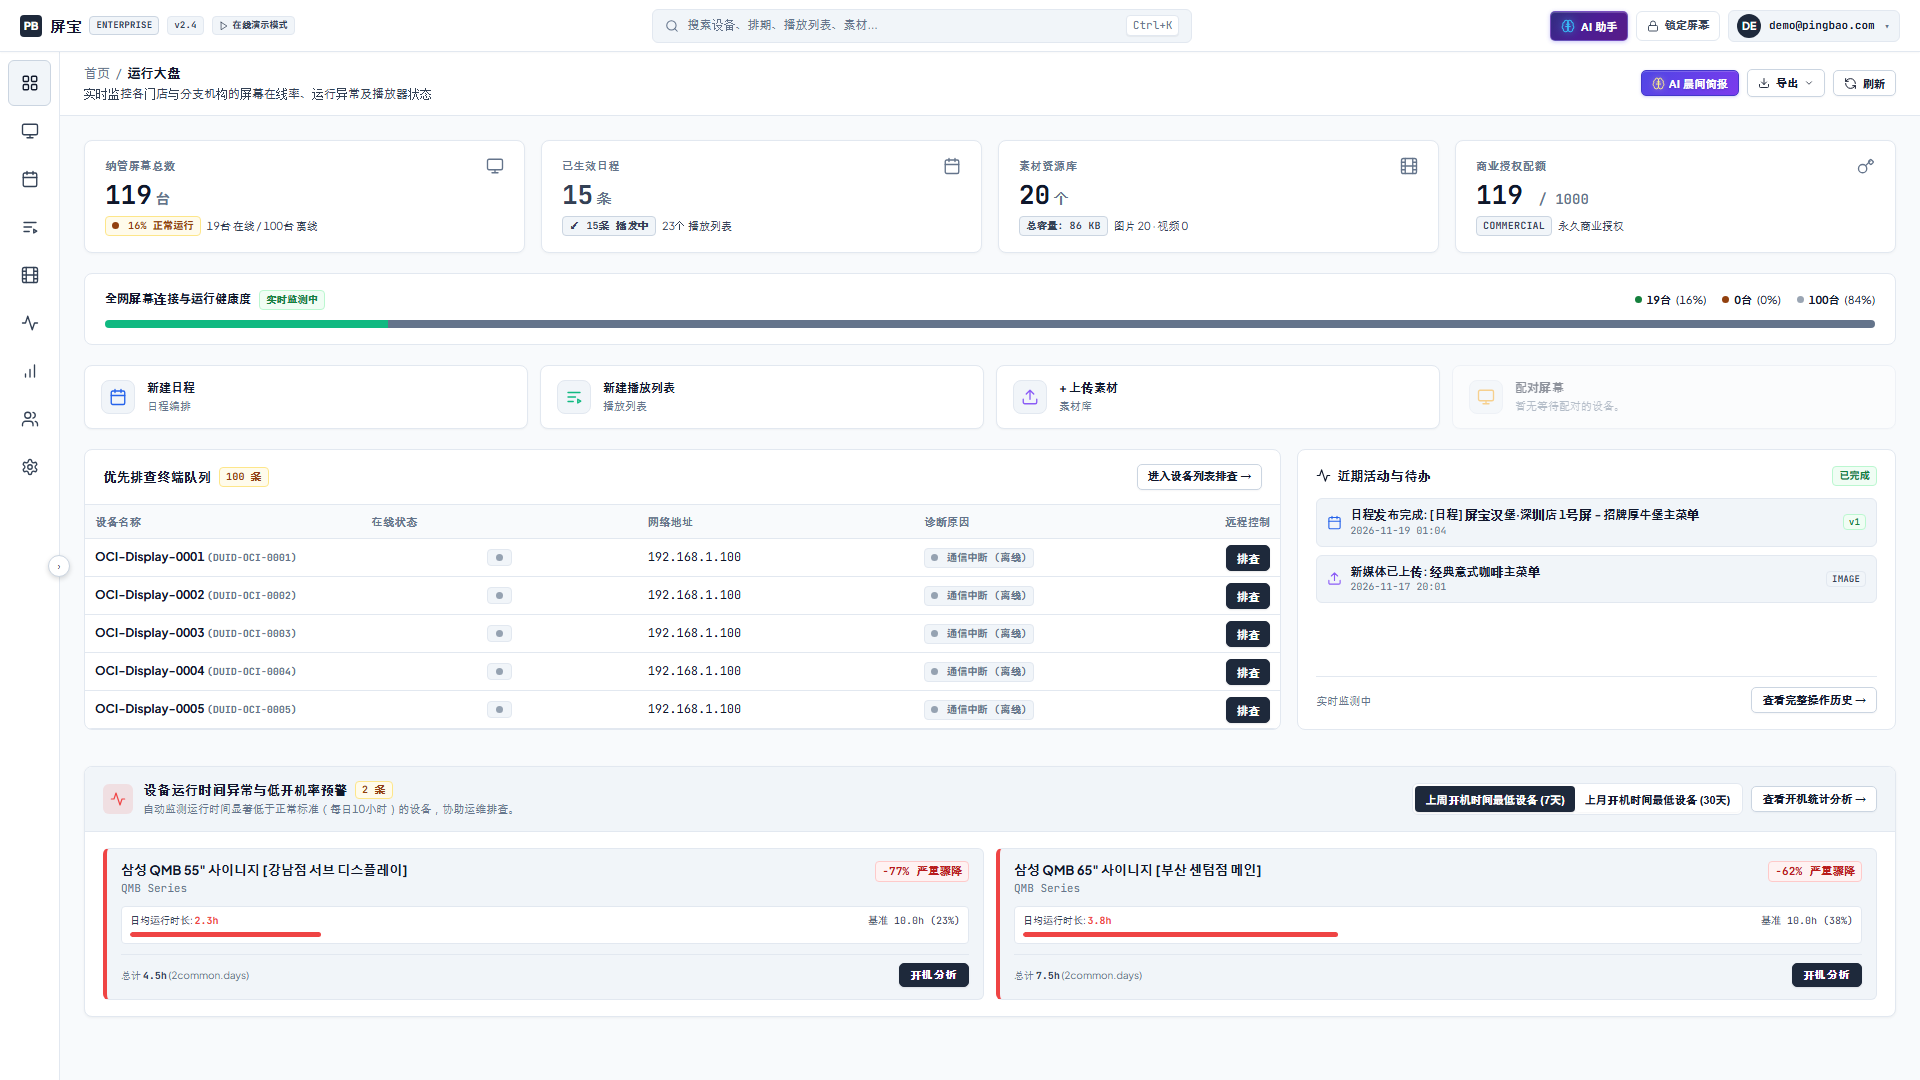 PB 屏宝 ENTERPRISE v2.4 ▷ 在线演示模式
搜索设备、排期、播放列表、素材... Ctrl+K
AI 助手 锁定屏幕 DE demo@pingbao.com
首页 / 运行大盘
实时监控各门店与分支机构的屏幕在线率、运行异常及播放器状态
AI 晨间简报 导出 刷新
纳管屏幕总数
119 台
16% 正常运行 19台 在线 / 100台 离线
已生效日程
15 条
✓ 15条 播发中 23个 播放列表
素材资源库
20 个
总容量: 86 KB 图片 20 · 视频 0
商业授权配额
119 / 1000
COMMERCIAL 永久商业授权
全网屏幕连接与运行健康度 实时监测中
19台 (16%) 0台 (0%) 100台 (84%)
新建日程
日程编排
新建播放列表
播放列表
+ 上传素材
素材库
配对屏幕
暂无等待配对的设备。
优先排查终端队列 100 条
进入设备列表排查 →
设备名称 在线状态 网络地址 诊断原因 远程控制
OCI-Display-0001 (DUID-OCI-0001) 192.168.1.100 通信中断 (离线) 排查
OCI-Display-0002 (DUID-OCI-0002) 192.168.1.100 通信中断 (离线) 排查
OCI-Display-0003 (DUID-OCI-0003) 192.168.1.100 通信中断 (离线) 排查
OCI-Display-0004 (DUID-OCI-0004) 192.168.1.100 通信中断 (离线) 排查
OCI-Display-0005 (DUID-OCI-0005) 192.168.1.100 通信中断 (离线) 排查
近期活动与待办 已完成
日程发布完成: [日程] 屏宝汉堡·深圳店 1号屏 - 招牌厚牛堡主菜单
2026-11-19 01:04
v1
新媒体已上传: 经典意式咖啡主菜单
2026-11-17 20:01
IMAGE
实时监测中 查看完整操作历史 →
设备运行时间异常与低开机率预警 2 条
自动监测运行时间显著低于正常标准 ( 每日10小时 ) 的设备，协助运维排查。
上周开机时间最低设备 (7天) 上月开机时间最低设备 (30天) 查看开机统计分析 →
삼성 QMB 55" 사이니지 [강남점 서브 디스플레이] -77% 严重骤降
QMB Series
日均运行时长: 2.3h 基准 10.0h (23%)
总计 4.5h (2common.days) 开机分析
삼성 QMB 65" 사이니지 [부산 센텀점 메인] -62% 严重骤降
QMB Series
日均运行时长: 3.8h 基准 10.0h (38%)
总计 7.5h (2common.days) 开机分析